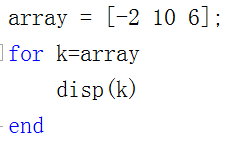 array = [-2 10 6];
for k=array
    disp(k)
end